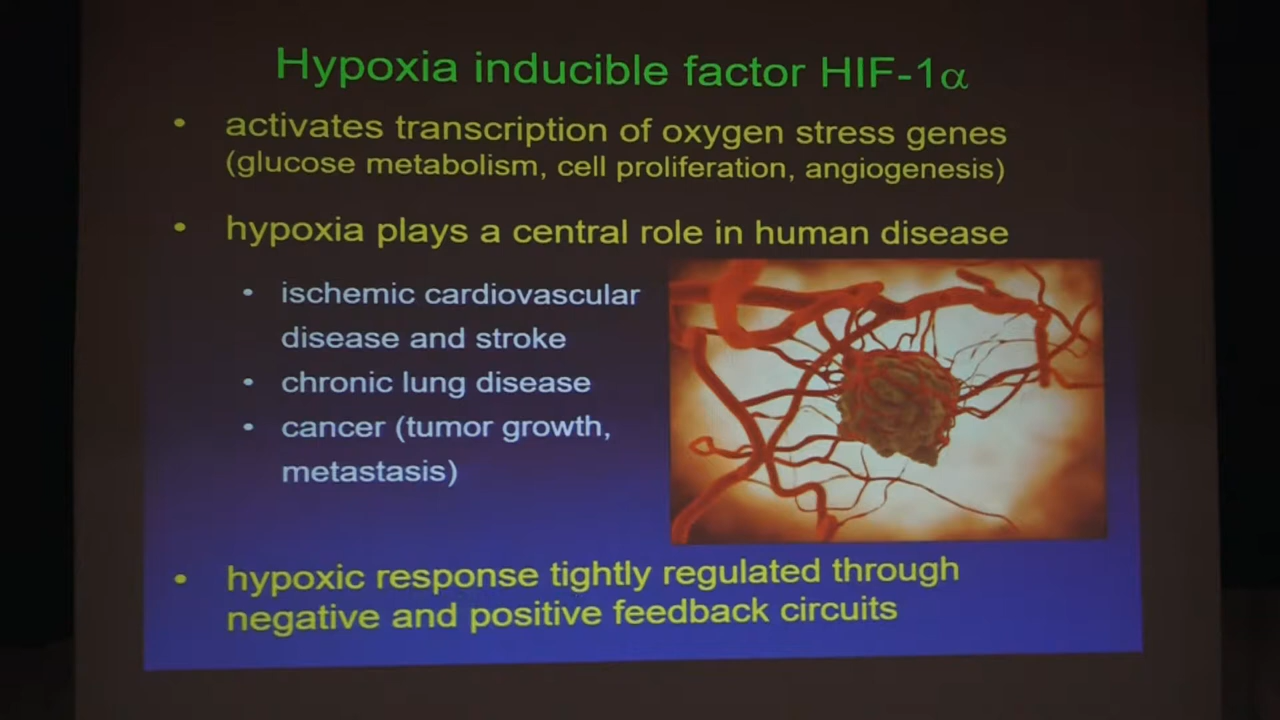 Hypoxia inducible factor HIF-1α
• activates transcription of oxygen stress genes
(glucose metabolism, cell proliferation, angiogenesis)
• hypoxia plays a central role in human disease
• ischemic cardiovascular
disease and stroke
• chronic lung disease
• cancer (tumor growth,
metastasis)
• hypoxic response tightly regulated through
negative and positive feedback circuits